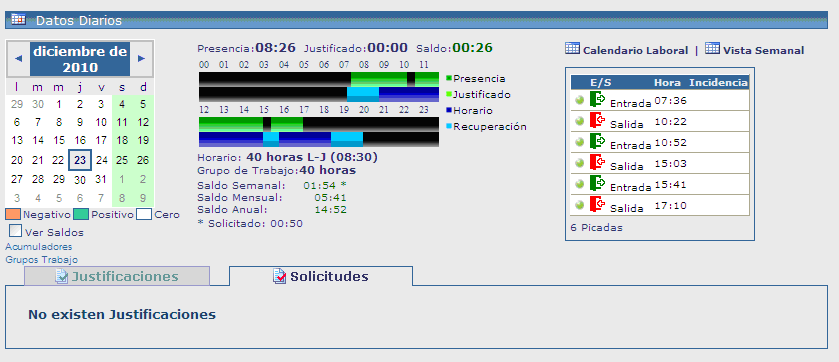 Datos Diarios
diciembre de 2010
l m m j v s d
29 30 1 2 3 4 5
6 7 8 9 10 11 12
13 14 15 16 17 18 19
20 21 22 23 24 25 26
27 28 29 30 31 1 2
3 4 5 6 7 8 9
Negativo Positivo Cero
Ver Saldos
Acumuladores
Grupos Trabajo
Presencia:08:26 Justificado:00:00 Saldo:00:26
00 01 02 03 04 05 06 07 08 09 10 11
12 13 14 15 16 17 18 19 20 21 22 23
Presencia
Justificado
Horario
Recuperación
Horario: 40 horas L-J (08:30)
Grupo de Trabajo:40 horas
Saldo Semanal: 01:54 *
Saldo Mensual: 05:41
Saldo Anual: 14:52
* Solicitado: 00:50
Calendario Laboral | Vista Semanal
E/S Hora Incidencia
Entrada 07:36
Salida 10:22
Entrada 10:52
Salida 15:03
Entrada 15:41
Salida 17:10
6 Picadas
Justificaciones Solicitudes
No existen Justificaciones